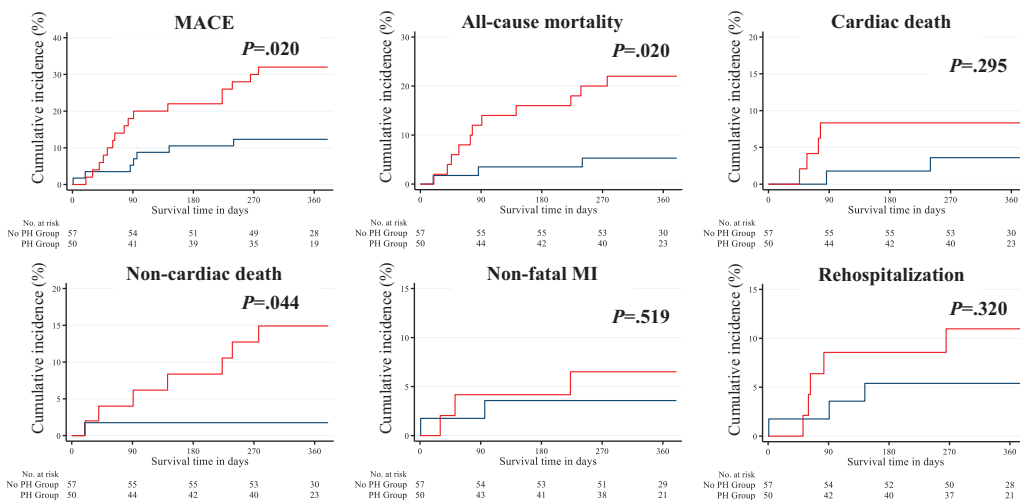 MACE
P=.020
Cumulative incidence (%)
40
30
20
10
0
0 90 180 270 360
Survival time in days
No. at risk
No PH Group 57 54 51 49 28
PH Group 50 41 39 35 19
All-cause mortality
P=.020
Cumulative incidence (%)
30
20
10
0
0 90 180 270 360
Survival time in days
No. at risk
No PH Group 57 55 55 53 30
PH Group 50 44 42 40 23
Cardiac death
P=.295
Cumulative incidence (%)
20
15
10
5
0
0 90 180 270 360
Survival time in days
No. at risk
No PH Group 57 55 55 53 30
PH Group 50 44 42 40 23
Non-cardiac death
P=.044
Cumulative incidence (%)
20
15
10
5
0
0 90 180 270 360
Survival time in days
No. at risk
No PH Group 57 55 55 53 30
PH Group 50 44 42 40 23
Non-fatal MI
P=.519
Cumulative incidence (%)
15
10
5
0
0 90 180 270 360
Survival time in days
No. at risk
No PH Group 57 54 53 51 29
PH Group 50 43 41 38 21
Rehospitalization
P=.320
Cumulative incidence (%)
15
10
5
0
0 90 180 270 360
Survival time in days
No. at risk
No PH Group 57 54 52 50 28
PH Group 50 42 40 37 21